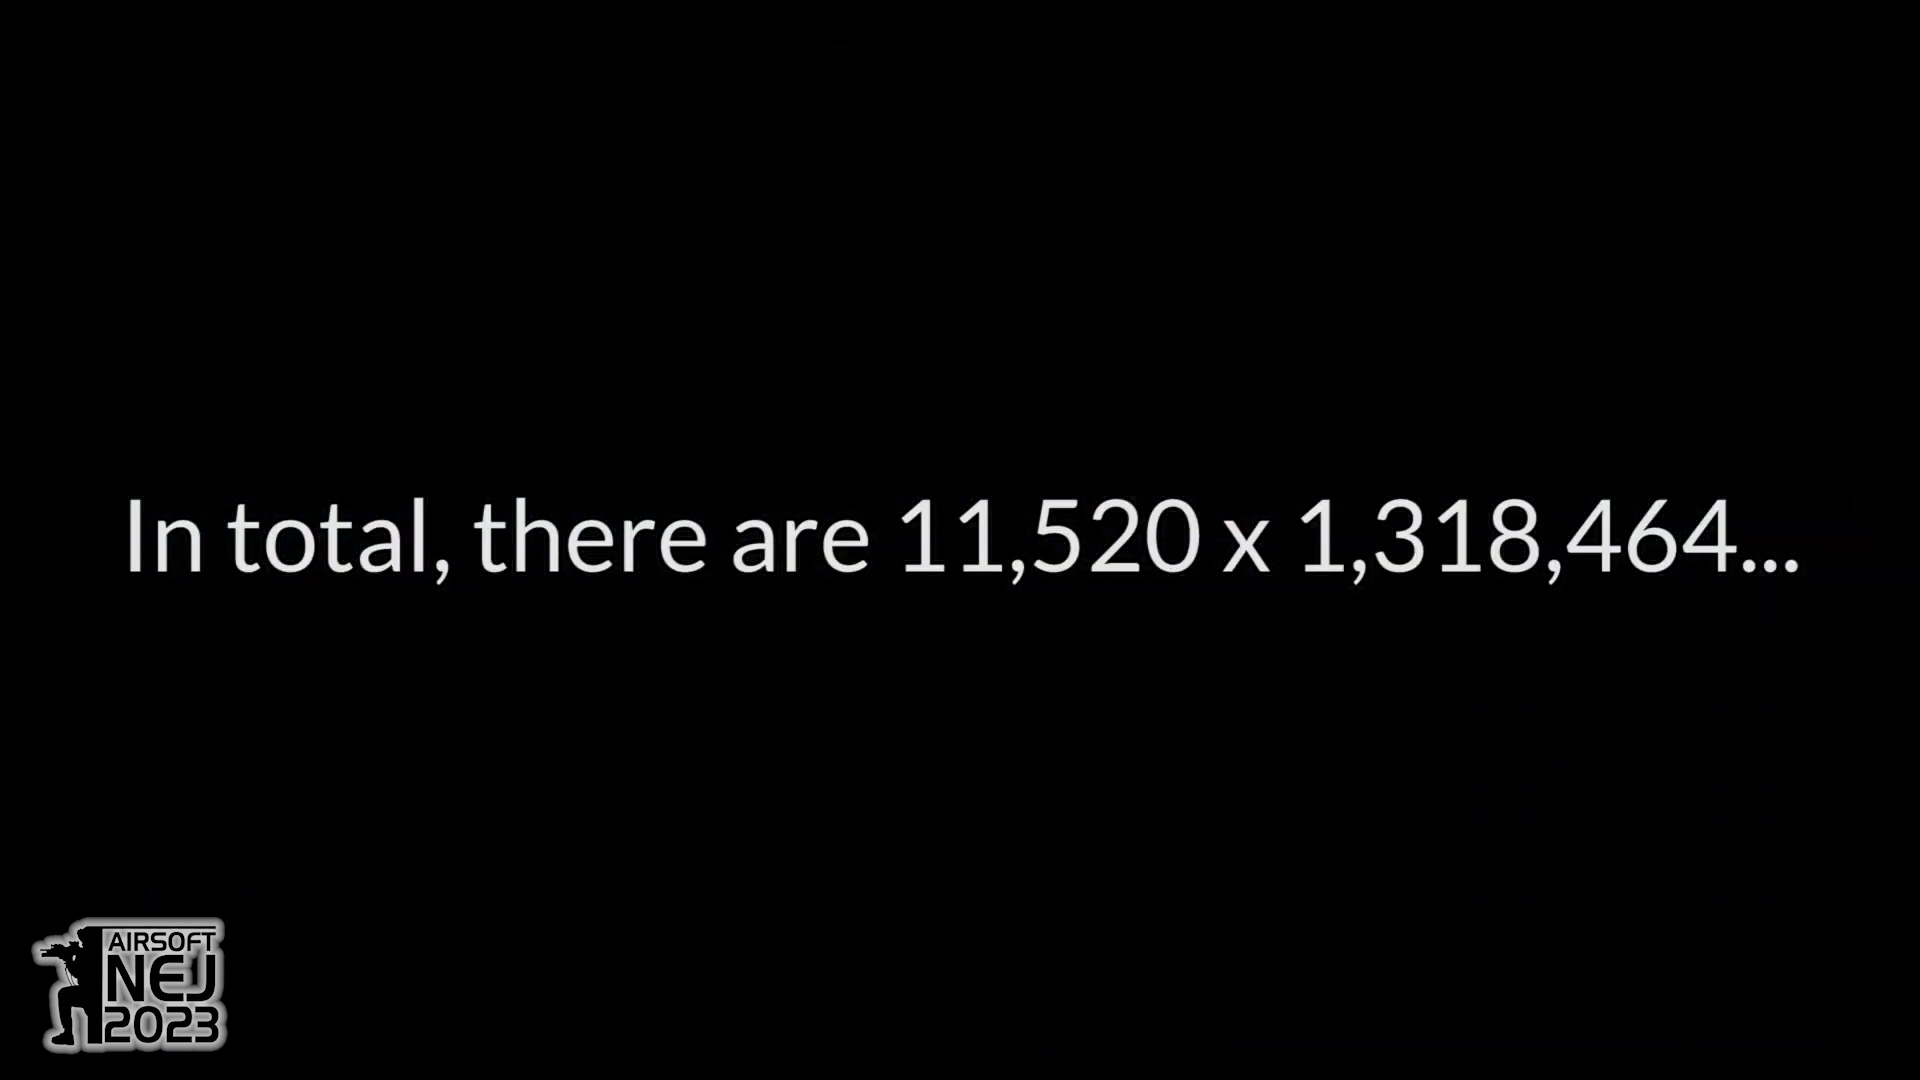 In total, there are 11,520 x 1,318,464...
AIRSOFT
NEJ
2023